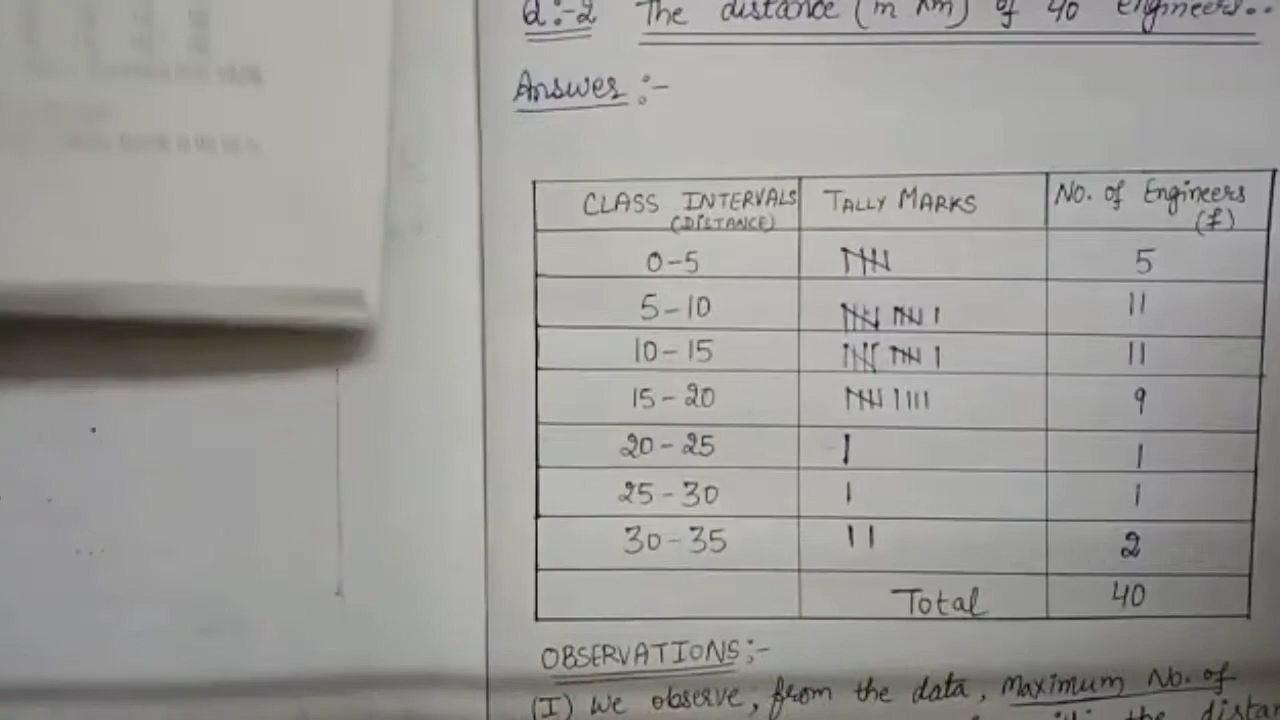 Q:-2 The distance (in km) of 40 engineers..
Answer :-
CLASS INTERVALS (DISTANCE) TALLY MARKS No. of Engineers (f)
0-5 5
5-10 11
10-15 11
15-20 9
20-25 1
25-30 1
30-35 2
Total 40
OBSERVATIONS:-
(I) We observe, from the data, maximum No. of
the